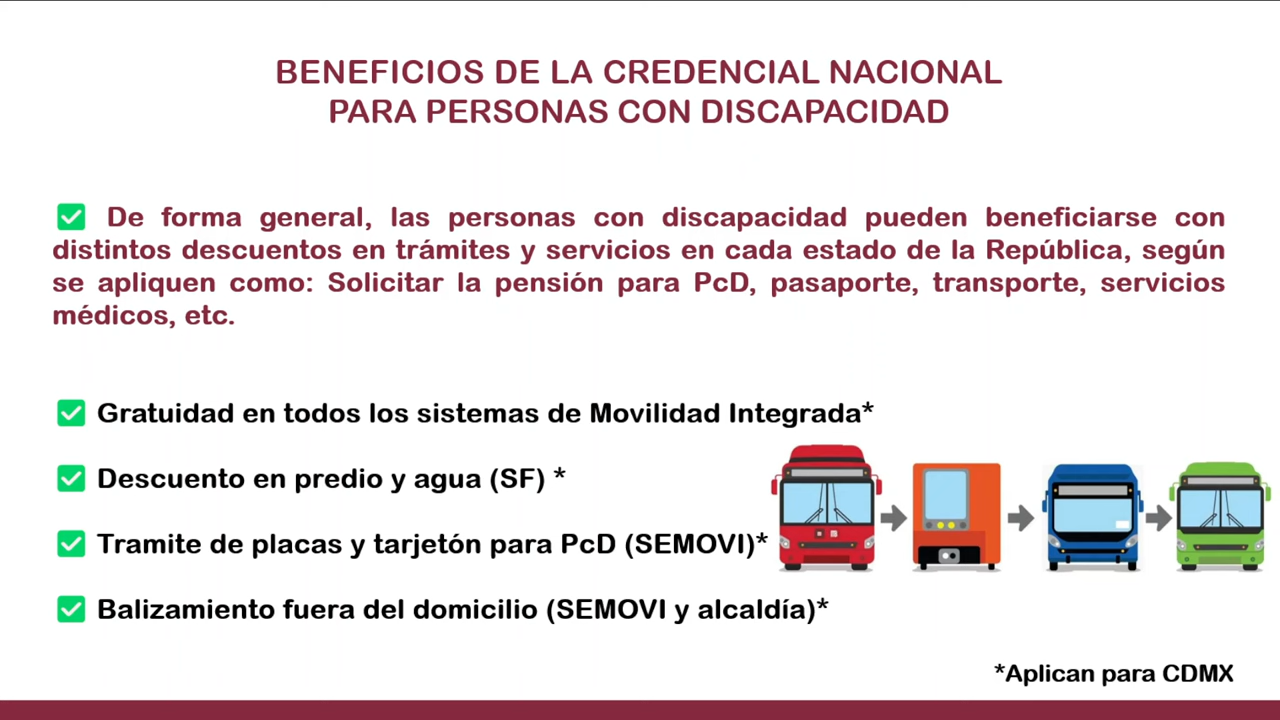 BENEFICIOS DE LA CREDENCIAL NACIONAL
PARA PERSONAS CON DISCAPACIDAD
De forma general, las personas con discapacidad pueden beneficiarse con
distintos descuentos en trámites y servicios en cada estado de la República, según
se apliquen como: Solicitar la pensión para PcD, pasaporte, transporte, servicios
médicos, etc.
Gratuidad en todos los sistemas de Movilidad Integrada*
Descuento en predio y agua (SF) *
Tramite de placas y tarjetón para PcD (SEMOVI)*
Balizamiento fuera del domicilio (SEMOVI y alcaldía)*
*Aplican para CDMX